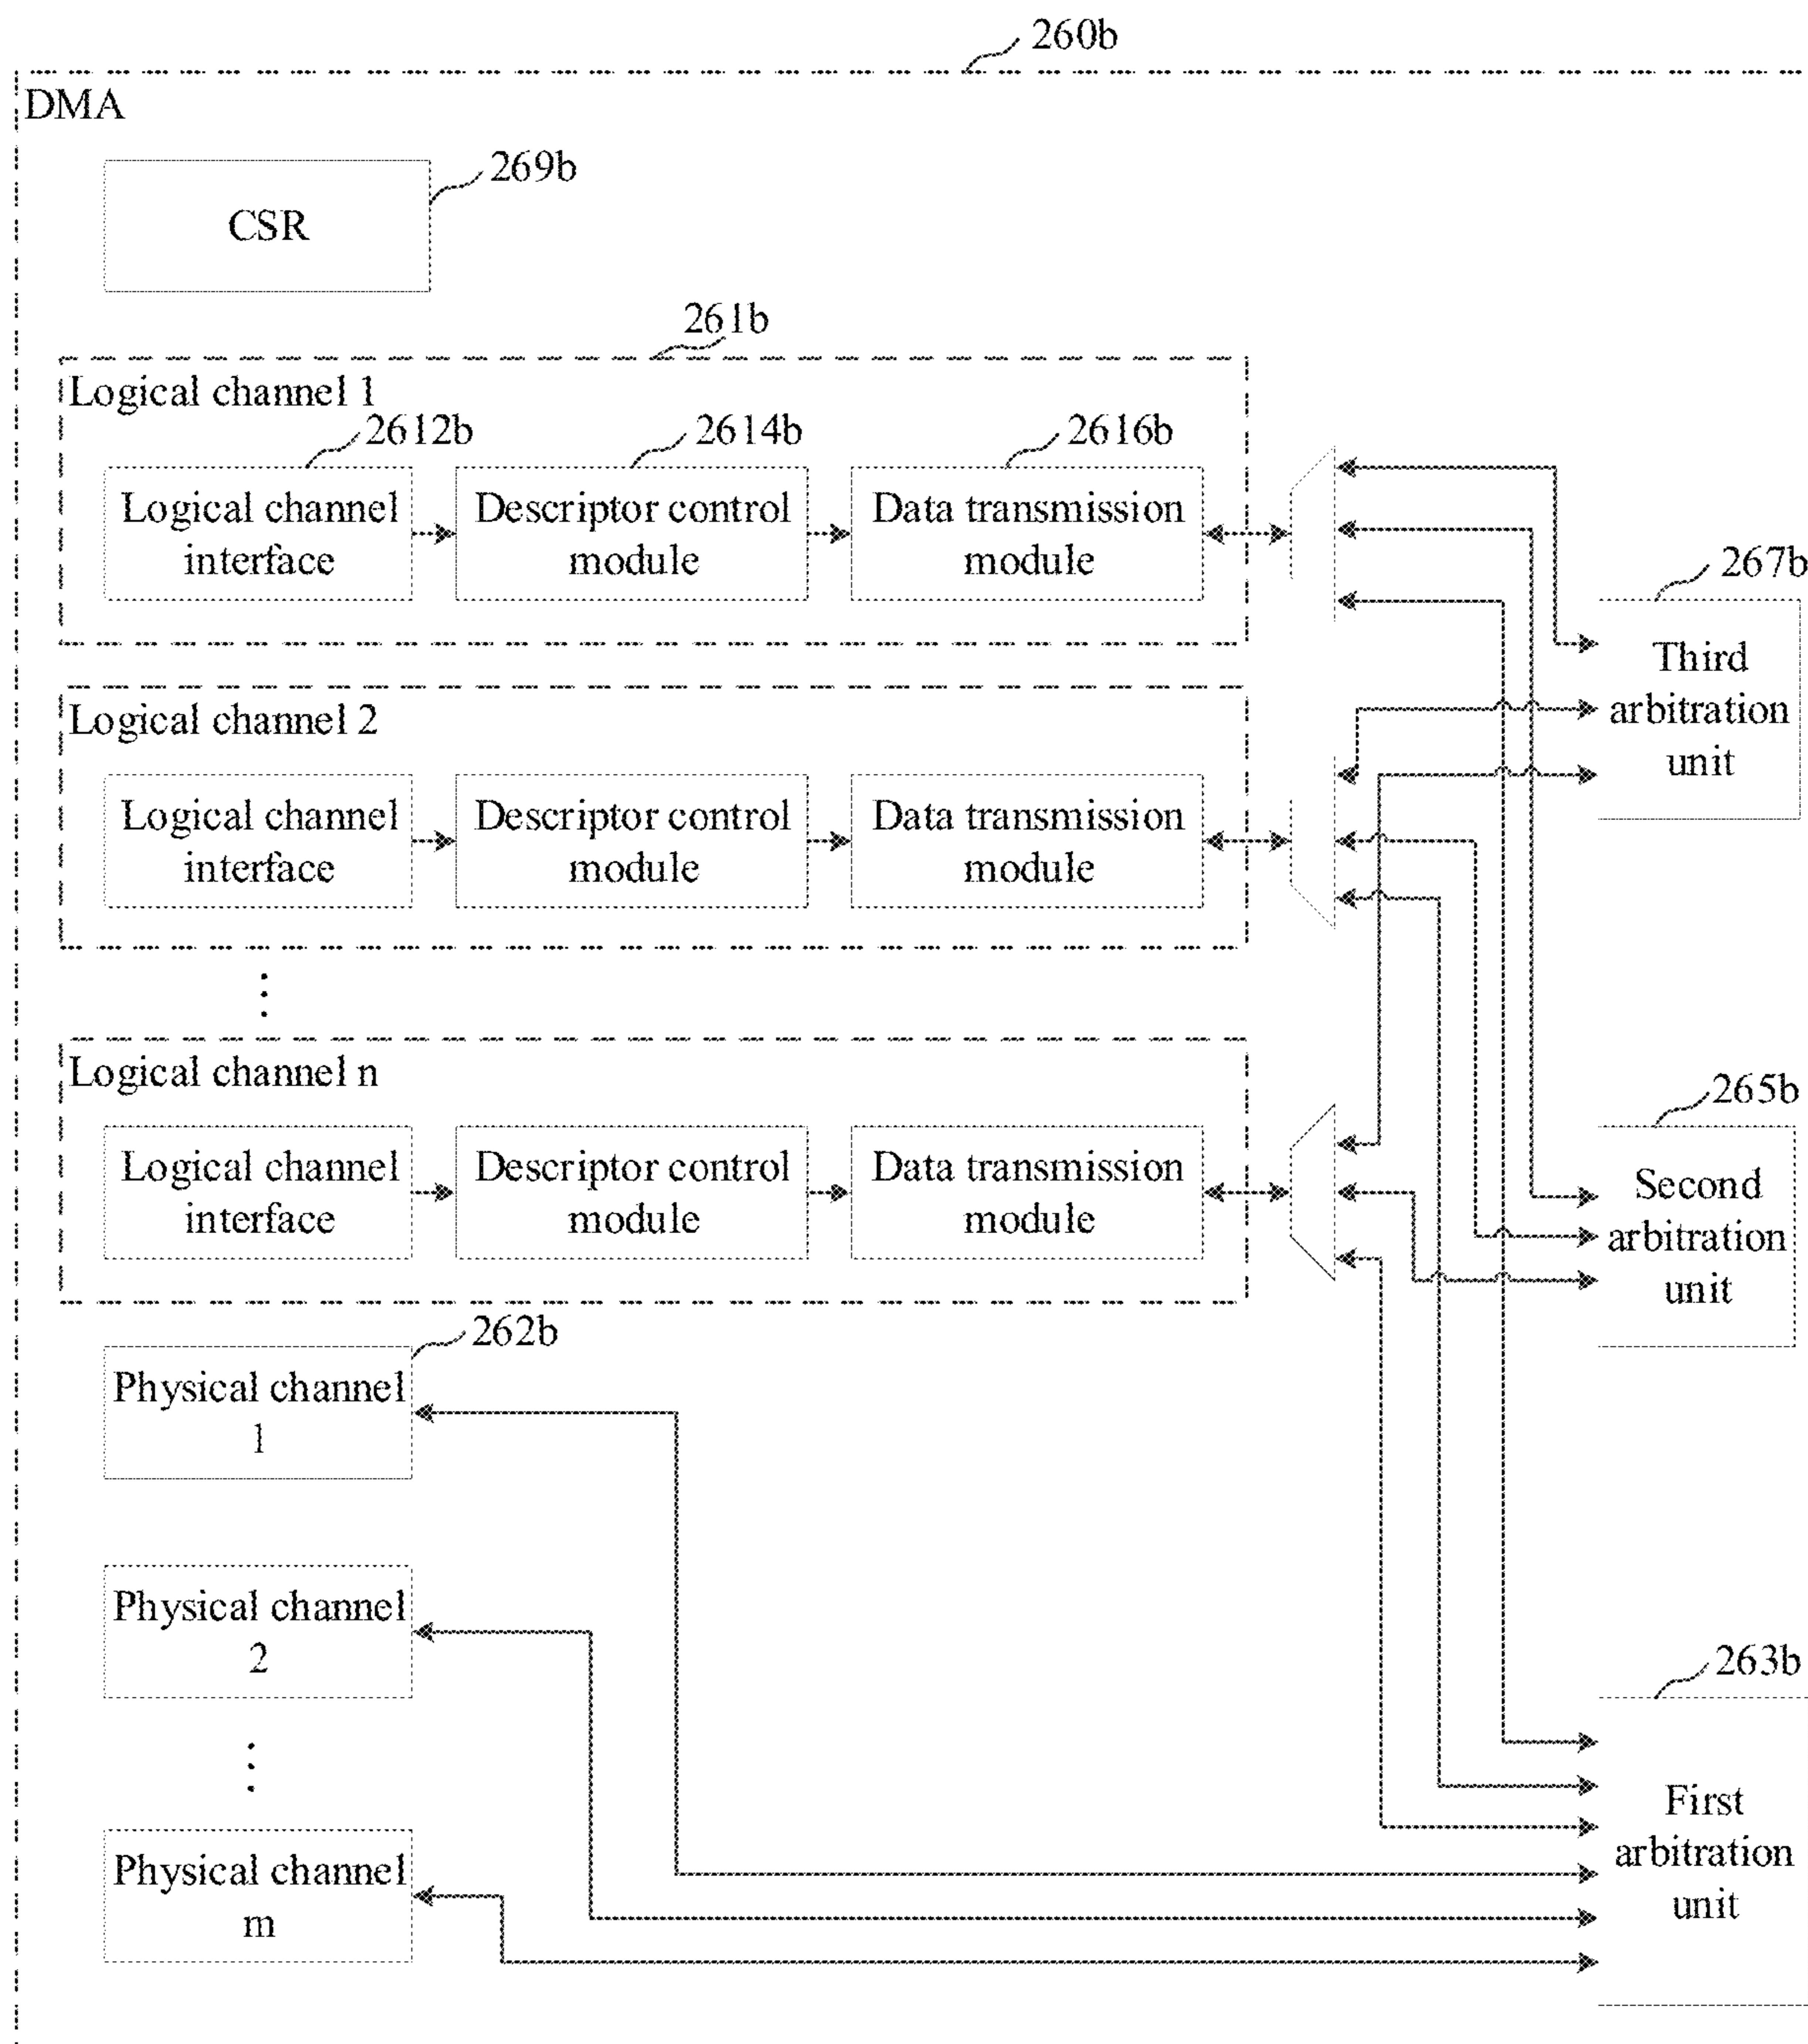 260b
DMA
269b
CSR
261b
Logical channel 1
2612b
2614b
2616b
Logical channel
interface
Descriptor control
module
Data transmission
module
267b
Third
arbitration
unit
Logical channel 2
Logical channel
interface
Descriptor control
module
Data transmission
module
Logical channel n
Logical channel
interface
Descriptor control
module
Data transmission
module
265b
Second
arbitration
unit
262b
Physical channel
1
Physical channel
2
263b
First
arbitration
unit
Physical channel
m